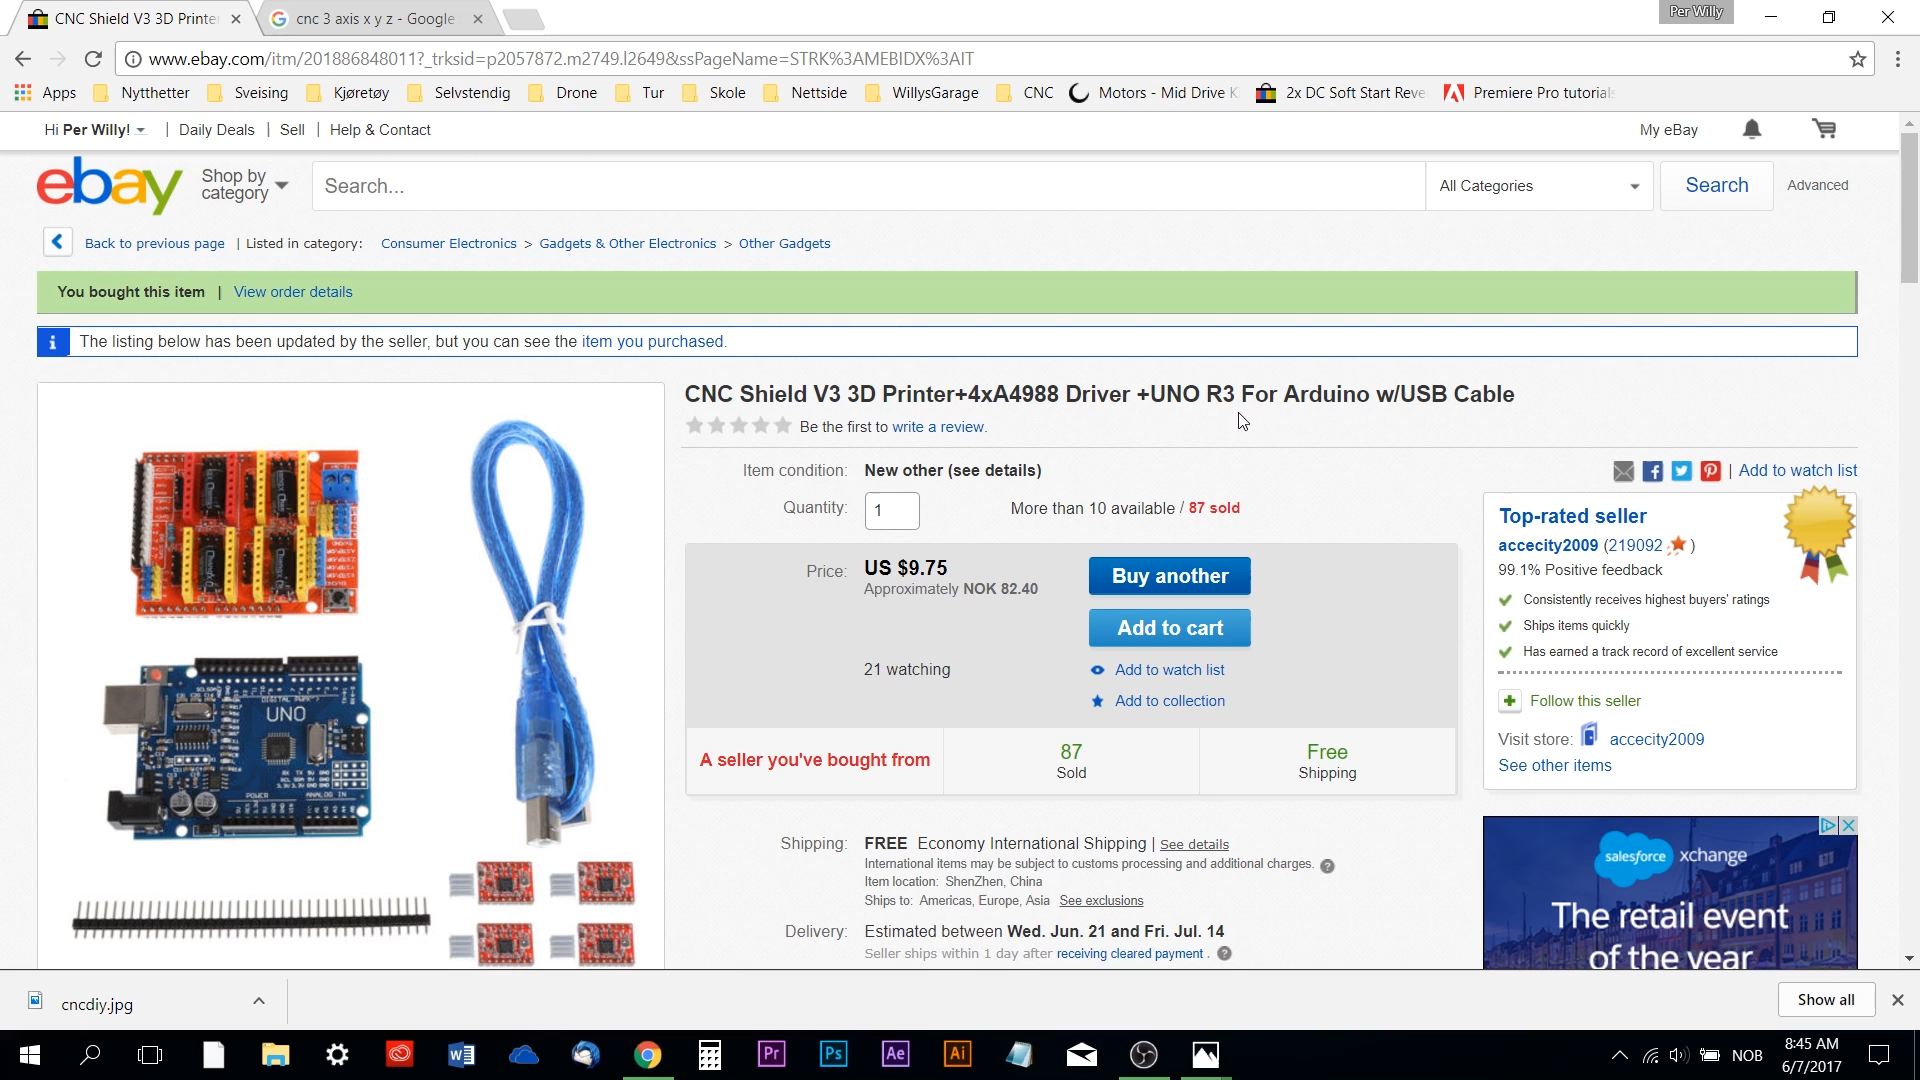 CNC Shield V3 3D Printe
cnc 3 axis x y z - Google
Per Willy
www.ebay.com/itm/201886848011?_trksid=p2057872.m2749.l2649&ssPageName=STRK%3AMEBIDX%3AIT
Apps Nytthetter Sveising Kjøretøy Selvstendig Drone Tur Skole Nettside WillysGarage CNC Motors - Mid Drive K 2x DC Soft Start Reve Premiere Pro tutorials
Hi Per Willy! | Daily Deals | Sell | Help & Contact
My eBay
ebay
Shop by category
Search...
All Categories
Search
Advanced
Back to previous page | Listed in category: Consumer Electronics > Gadgets & Other Electronics > Other Gadgets
You bought this item | View order details
i The listing below has been updated by the seller, but you can see the item you purchased.
CNC Shield V3 3D Printer+4xA4988 Driver +UNO R3 For Arduino w/USB Cable
Be the first to write a review.
Item condition: New other (see details)
| Add to watch list
Quantity: 1 More than 10 available / 87 sold
Price: US $9.75
Approximately NOK 82.40
Buy another
Add to cart
21 watching
Add to watch list
Add to collection
A seller you've bought from
87
Sold
Free
Shipping
Top-rated seller
accecity2009 (219092 )
99.1% Positive feedback
Consistently receives highest buyers' ratings
Ships items quickly
Has earned a track record of excellent service
Follow this seller
Visit store: accecity2009
See other items
Shipping: FREE Economy International Shipping | See details
International items may be subject to customs processing and additional charges. ?
Item location: ShenZhen, China
Ships to: Americas, Europe, Asia See exclusions
Delivery: Estimated between Wed. Jun. 21 and Fri. Jul. 14
Seller ships within 1 day after receiving cleared payment . ?
UNO
POWER
ANALOG IN
salesforce xchange
The retail event
of the year
cncdiy.jpg
Show all
Pr Ps Ae Ai
NOB
8:45 AM
6/7/2017